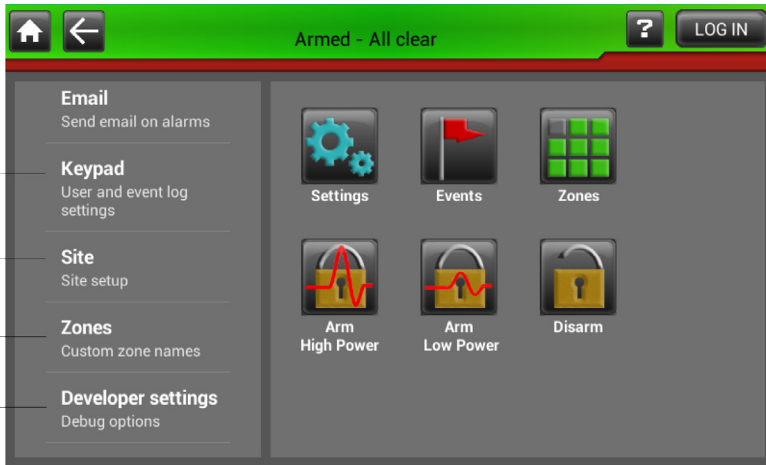 Armed - All clear
?
LOG IN
Email
Send email on alarms
Keypad
User and event log
settings
Site
Site setup
Zones
Custom zone names
Developer settings
Debug options
Settings
Events
Zones
Arm
High Power
Arm
Low Power
Disarm